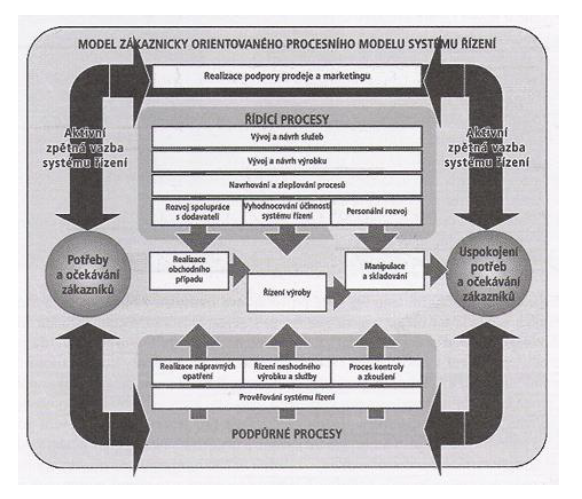 MODEL ZÁKAZNICKY ORIENTOVANÉHO PROCESNÍHO MODELU SYSTÉMU ŘÍZENÍ
Realizace podpory prodeje a marketingu
Aktivní
zpětná vazba
systému řízení
ŘÍDÍCÍ PROCESY
Vývoj a návrh služeb
Vývoj a návrh výrobku
Navrhování a zlepšování procesů
Rozvoj spolupráce
s dodavateli
Vyhodnocování účinnosti
systému řízení
Personální rozvoj
Aktivní
zpětná vazba
systému řízení
Potřeby
a očekávání
zákazníků
Realizace
obchodního
případu
Řízení výroby
Manipulace
a skladování
Uspokojení
potřeb
a očekávání
zákazníků
Realizace nápravných
opatření
Řízení neshodného
výrobku a služby
Proces kontroly
a zkoušení
Prověřování systému řízení
PODPŮRNÉ PROCESY